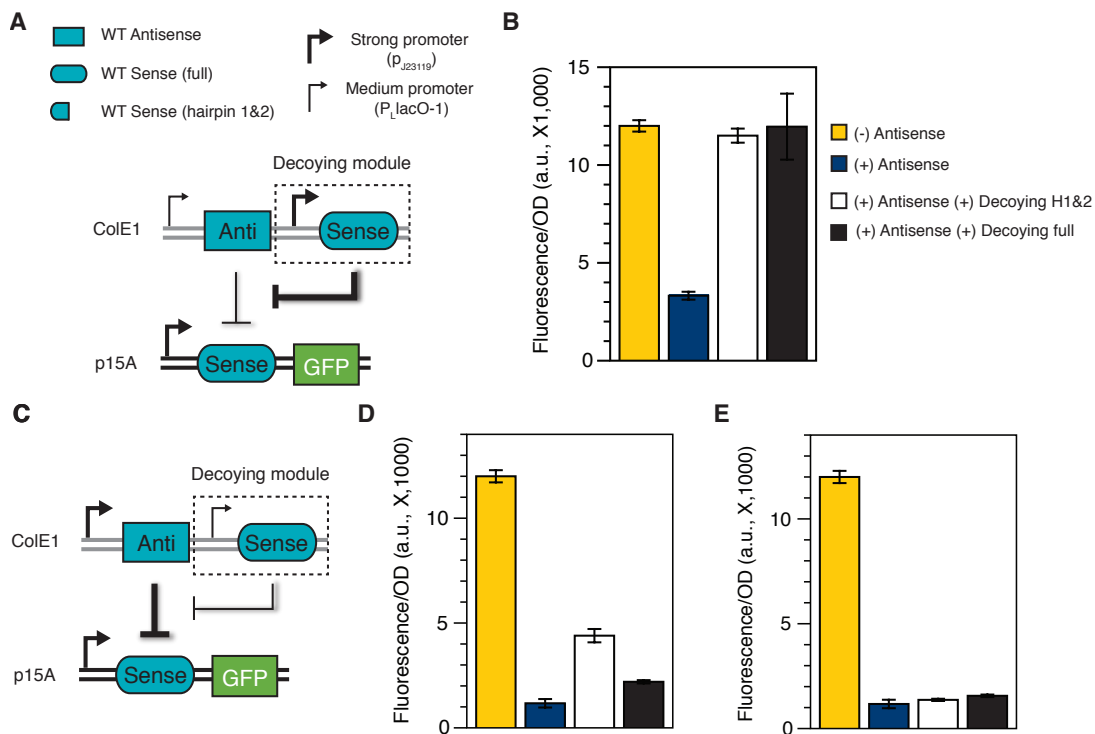 A
WT Antisense
WT Sense (full)
WT Sense (hairpin 1&2)
Strong promoter
(pJ23119)
Medium promoter
(PLlacO-1)
Decoying module
ColE1
Anti
Sense
p15A
Sense
GFP
B
Fluorescence/OD (a.u., X1,000)
15
10
5
0
(-) Antisense
(+) Antisense
(+) Antisense (+) Decoying H1&2
(+) Antisense (+) Decoying full
C
Decoying module
ColE1
Anti
Sense
p15A
Sense
GFP
D
Fluorescence/OD (a.u., X,1000)
10
5
0
E
Fluorescence/OD (a.u., X,1000)
10
5
0